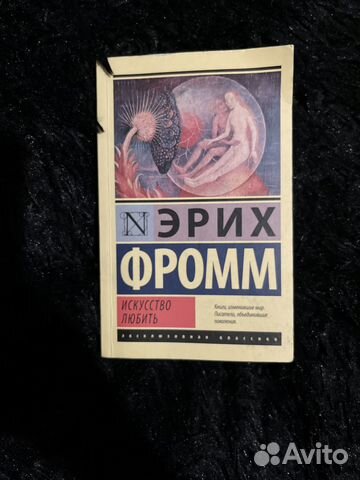 N ЭРИХ
ФРОММ
ИСКУССТВО
ЛЮБИТЬ
Книги, изменившие мир.
Писатели, объединившие
поколения.
ЭКСКЛЮЗИВНАЯ КЛАССИКА
Avito